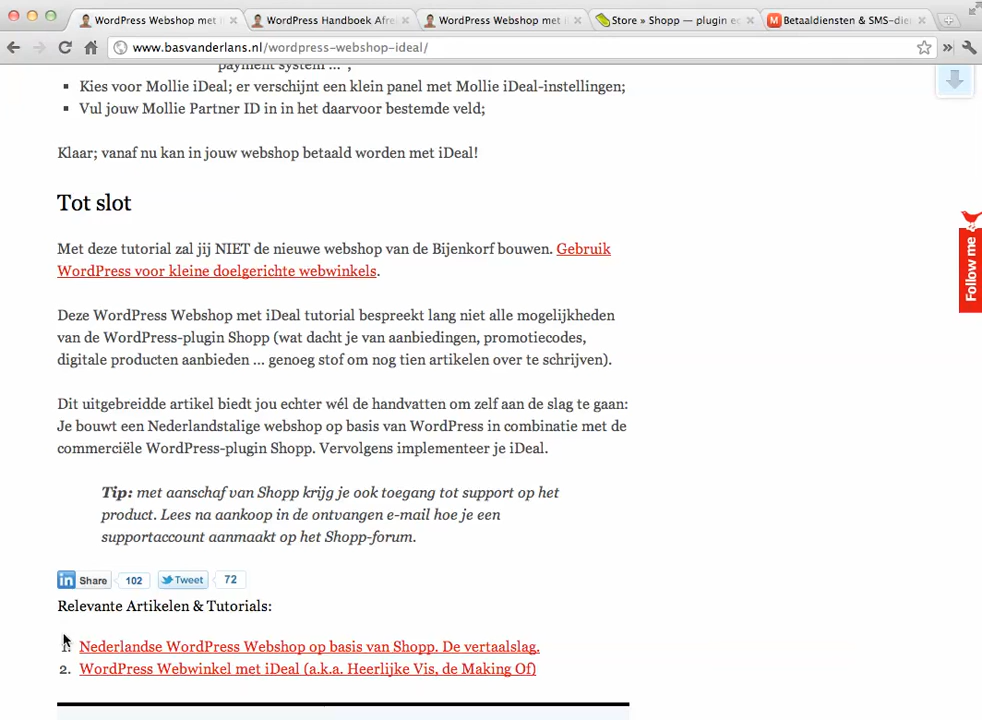 WordPress Webshop met i
WordPress Handboek Afre
WordPress Webshop met i
Store » Shopp — plugin e
Betaaldiensten & SMS-die
www.basvanderlans.nl/wordpress-webshop-ideal/
payment system ...";
Kies voor Mollie iDeal; er verschijnt een klein panel met Mollie iDeal-instellingen;
Vul jouw Mollie Partner ID in in het daarvoor bestemde veld;
Klaar; vanaf nu kan in jouw webshop betaald worden met iDeal!
Tot slot
Met deze tutorial zal jij NIET de nieuwe webshop van de Bijenkorf bouwen. Gebruik
WordPress voor kleine doelgerichte webwinkels.
Deze WordPress Webshop met iDeal tutorial bespreekt lang niet alle mogelijkheden
van de WordPress-plugin Shopp (wat dacht je van aanbiedingen, promotiecodes,
digitale producten aanbieden ... genoeg stof om nog tien artikelen over te schrijven).
Dit uitgebreidde artikel biedt jou echter wél de handvatten om zelf aan de slag te gaan:
Je bouwt een Nederlandstalige webshop op basis van WordPress in combinatie met de
commerciële WordPress-plugin Shopp. Vervolgens implementeer je iDeal.
Tip: met aanschaf van Shopp krijg je ook toegang tot support op het
product. Lees na aankoop in de ontvangen e-mail hoe je een
supportaccount aanmaakt op het Shopp-forum.
in Share 102 Tweet 72
Relevante Artikelen & Tutorials:
1. Nederlandse WordPress Webshop op basis van Shopp. De vertaalslag.
2. WordPress Webwinkel met iDeal (a.k.a. Heerlijke Vis, de Making Of)
Follow me